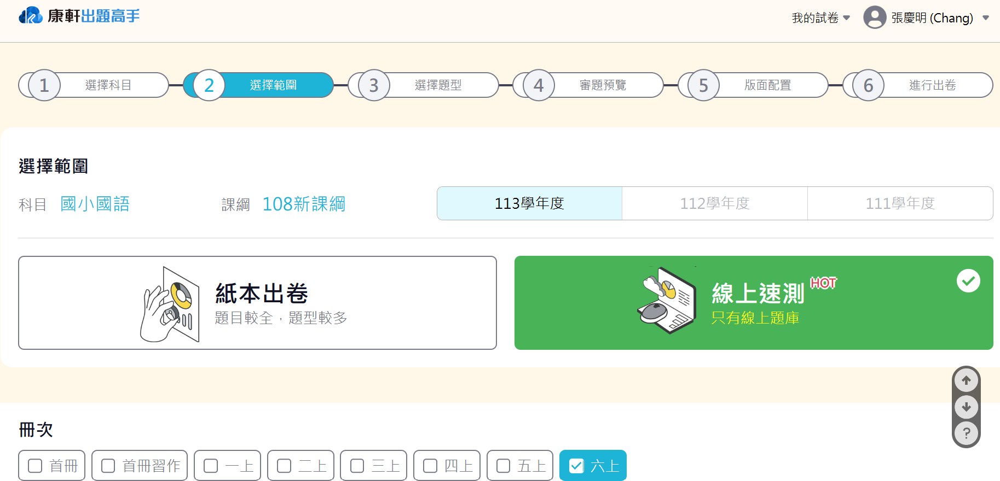 康軒出題高手
我的試卷 張慶明 (Chang)
1 選擇科目 2 選擇範圍 3 選擇題型 4 審題預覽 5 版面配置 6 進行出卷
選擇範圍
科目 國小國語 課綱 108新課綱 113學年度 112學年度 111學年度
紙本出卷
題目較全，題型較多
線上速測 HOT
只有線上題庫
?
冊次
首冊 首冊習作 一上 二上 三上 四上 五上 六上